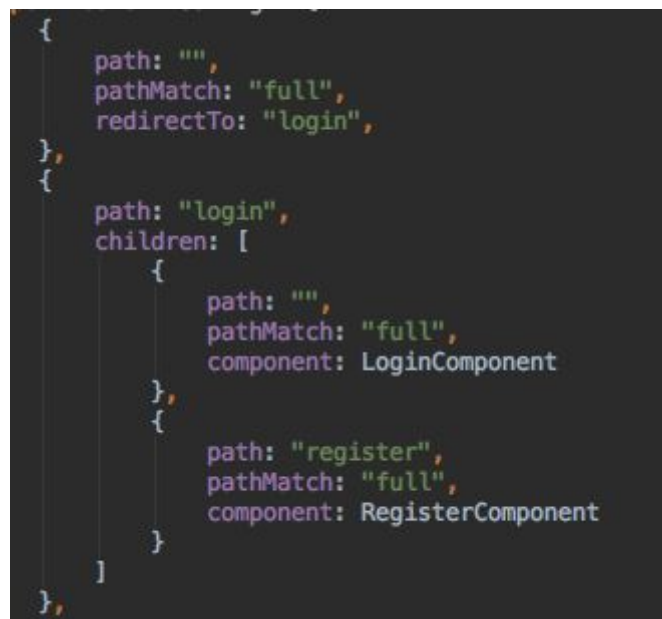 {
path: "",
pathMatch: "full",
redirectTo: "login",
},
{
path: "login",
children: [
{
path: "",
pathMatch: "full",
component: LoginComponent
},
{
path: "register",
pathMatch: "full",
component: RegisterComponent
}
]
},